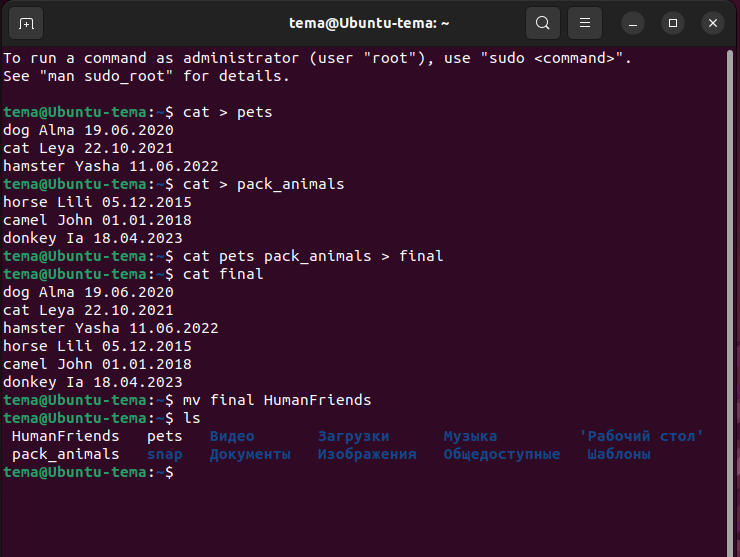 tema@Ubuntu-tema: ~
To run a command as administrator (user "root"), use "sudo <command>".
See "man sudo_root" for details.
tema@Ubuntu-tema:~$ cat > pets
dog Alma 19.06.2020
cat Leya 22.10.2021
hamster Yasha 11.06.2022
tema@Ubuntu-tema:~$ cat > pack_animals
horse Lili 05.12.2015
camel John 01.01.2018
donkey Ia 18.04.2023
tema@Ubuntu-tema:~$ cat pets pack_animals > final
tema@Ubuntu-tema:~$ cat final
dog Alma 19.06.2020
cat Leya 22.10.2021
hamster Yasha 11.06.2022
horse Lili 05.12.2015
camel John 01.01.2018
donkey Ia 18.04.2023
tema@Ubuntu-tema:~$ mv final HumanFriends
tema@Ubuntu-tema:~$ ls
HumanFriends pets Видео Загрузки Музыка 'Рабочий стол'
pack_animals snap Документы Изображения Общедоступные Шаблоны
tema@Ubuntu-tema:~$